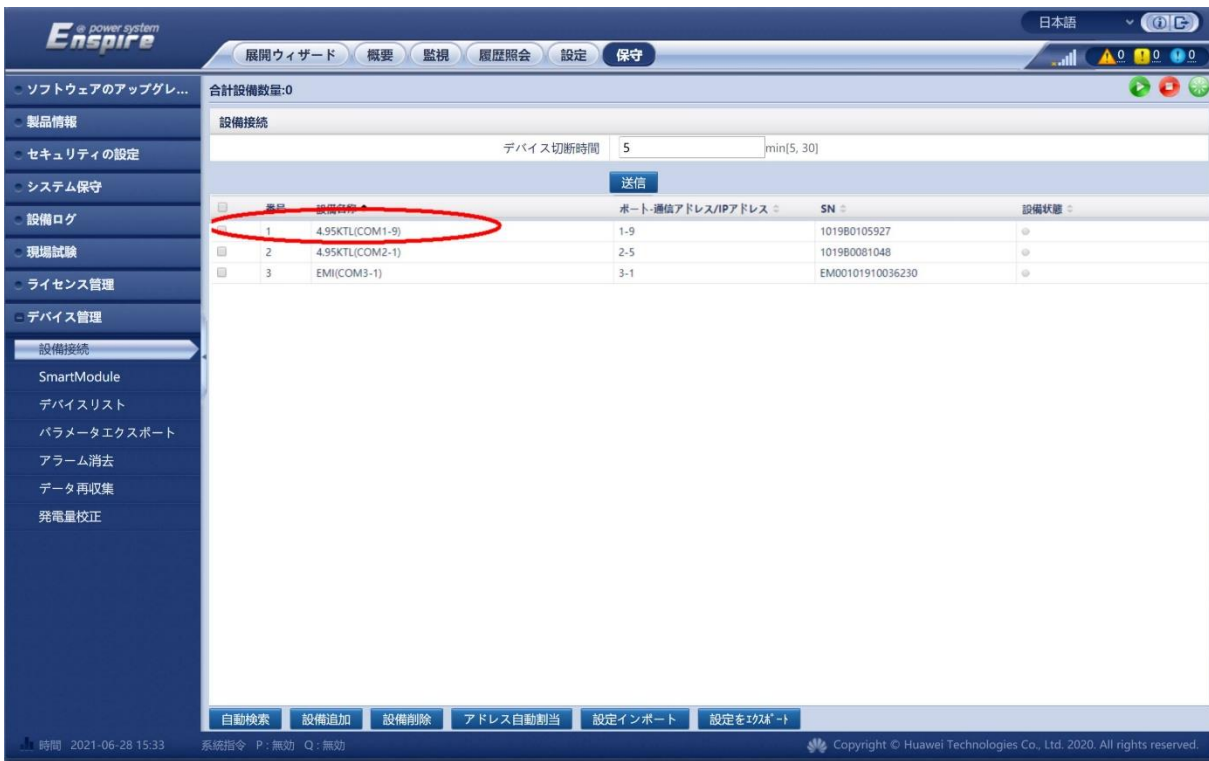 @ power system
Enspire
日本語
展開ウィザード 概要 監視 履歴照会 設定 保守
0 0 0
ソフトウェアのアップグレ...
製品情報
セキュリティの設定
システム保守
設備ログ
現場試験
ライセンス管理
デバイス管理
設備接続
SmartModule
デバイスリスト
パラメータエクスポート
アラーム消去
データ再収集
発電量校正
合計設備数量:0
設備接続
デバイス切断時間 5 min[5, 30]
送信
番号 設備名称 ポート-通信アドレス/IPアドレス SN 設備状態
1 4.95KTL(COM1-9) 1-9 1019B0105927
2 4.95KTL(COM2-1) 2-5 1019B0081048
3 EMI(COM3-1) 3-1 EM00101910036230
自動検索 設備追加 設備削除 アドレス自動割当 設定インポート 設定をｴｸｽﾎﾟｰﾄ
時間 2021-06-28 15:33 系統指令 P : 無効 Q : 無効 Copyright © Huawei Technologies Co., Ltd. 2020. All rights reserved.